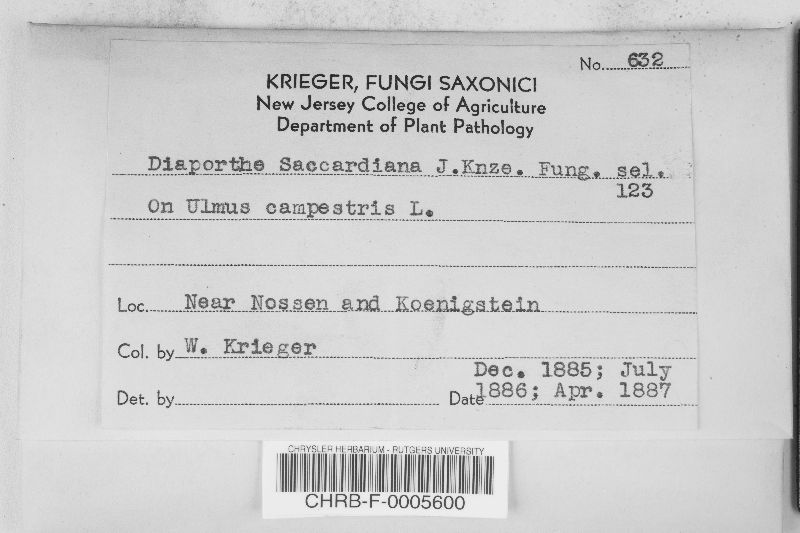 No. 632
KRIEGER, FUNGI SAXONICI
New Jersey College of Agriculture
Department of Plant Pathology
Diaporthe Saccardiana J.Knze. Fung. sel.
123
On Ulmus campestris L.
Loc. Near Nossen and Koenigstein
Col. by W. Krieger
Dec. 1885; July
Det. by Date 1886; Apr. 1887
CHRYSLER HERBARIUM - RUTGERS UNIVERSITY
CHRB-F-0005600